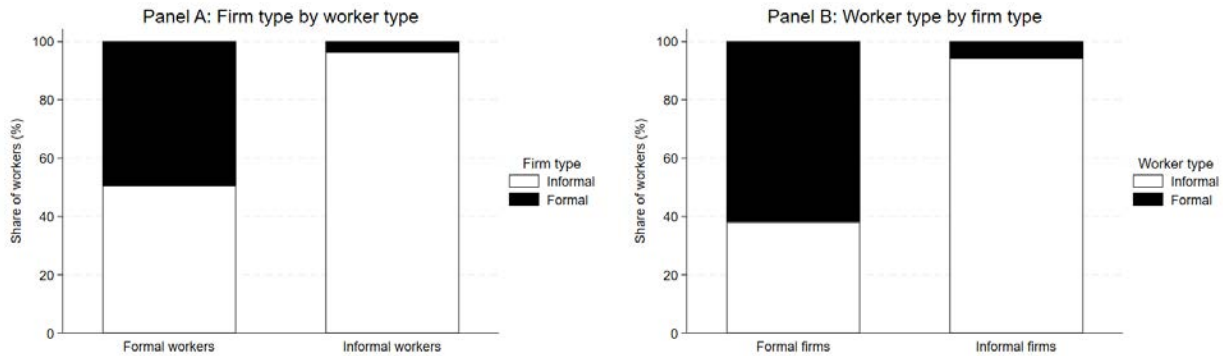 Panel A: Firm type by worker type
Share of workers (%)
100
80
60
40
20
0
Formal workers
Informal workers
Firm type
Informal
Formal
Panel B: Worker type by firm type
Share of workers (%)
100
80
60
40
20
0
Formal firms
Informal firms
Worker type
Informal
Formal